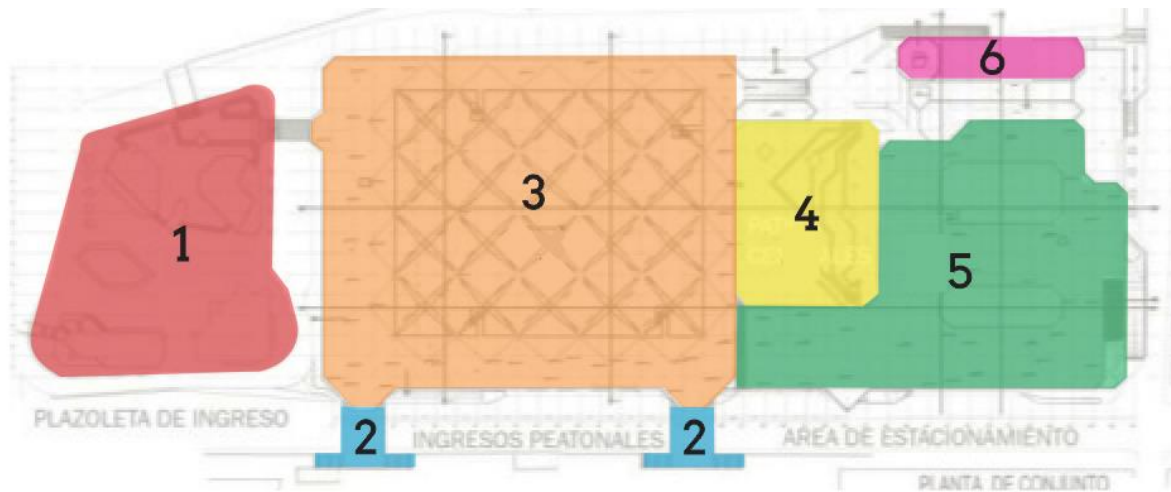 6
3
1
4
5
PLAZOLETA DE INGRESO
2
INGRESOS PEATONALES
2
AREA DE ESTACIONAMIENTO
PLANTA DE CONJUNTO